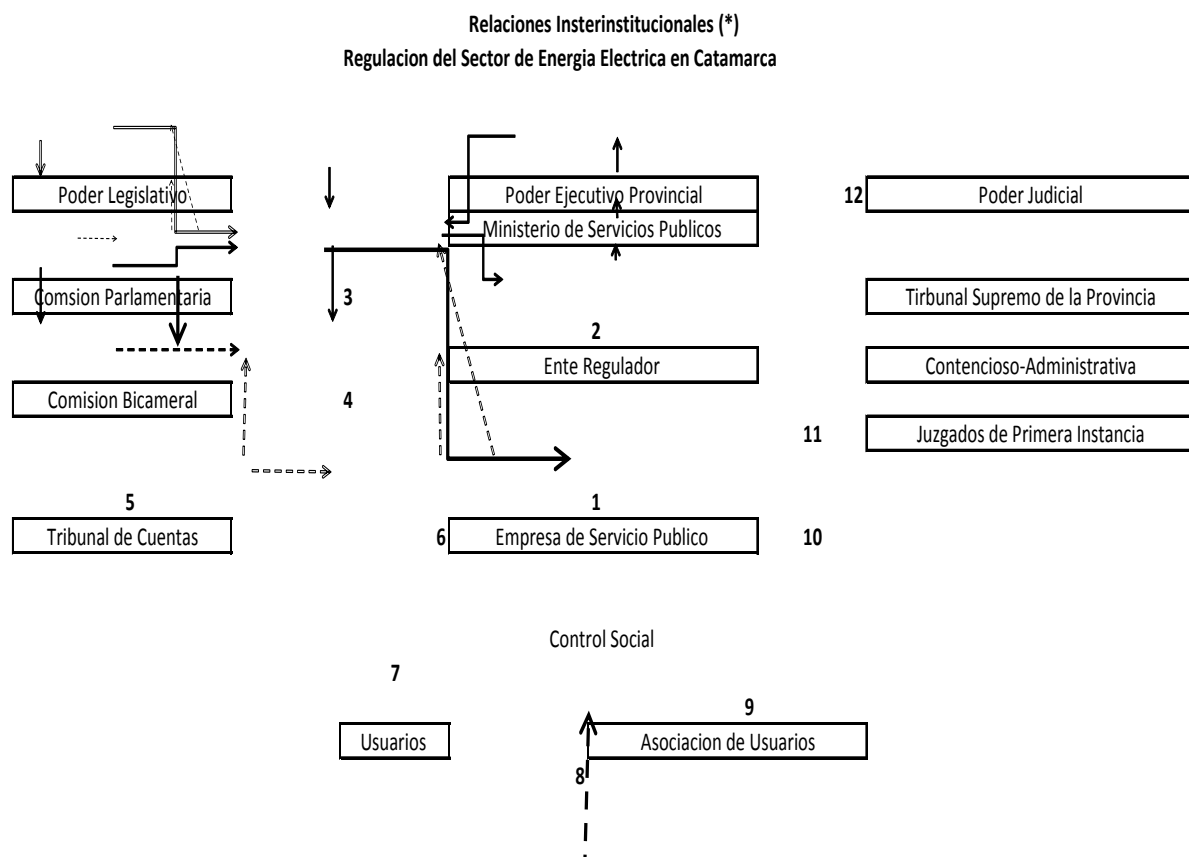 Relaciones Insterinstitucionales (*)
Regulacion del Sector de Energia Electrica en Catamarca
Poder Legislativo
Poder Ejecutivo Provincial
12
Poder Judicial
Ministerio de Servicios Publicos
Comsion Parlamentaria
3
Tirbunal Supremo de la Provincia
2
Ente Regulador
Contencioso-Administrativa
Comision Bicameral
4
11
Juzgados de Primera Instancia
5
1
Tribunal de Cuentas
6
Empresa de Servicio Publico
10
Control Social
7
9
Usuarios
Asociacion de Usuarios
8